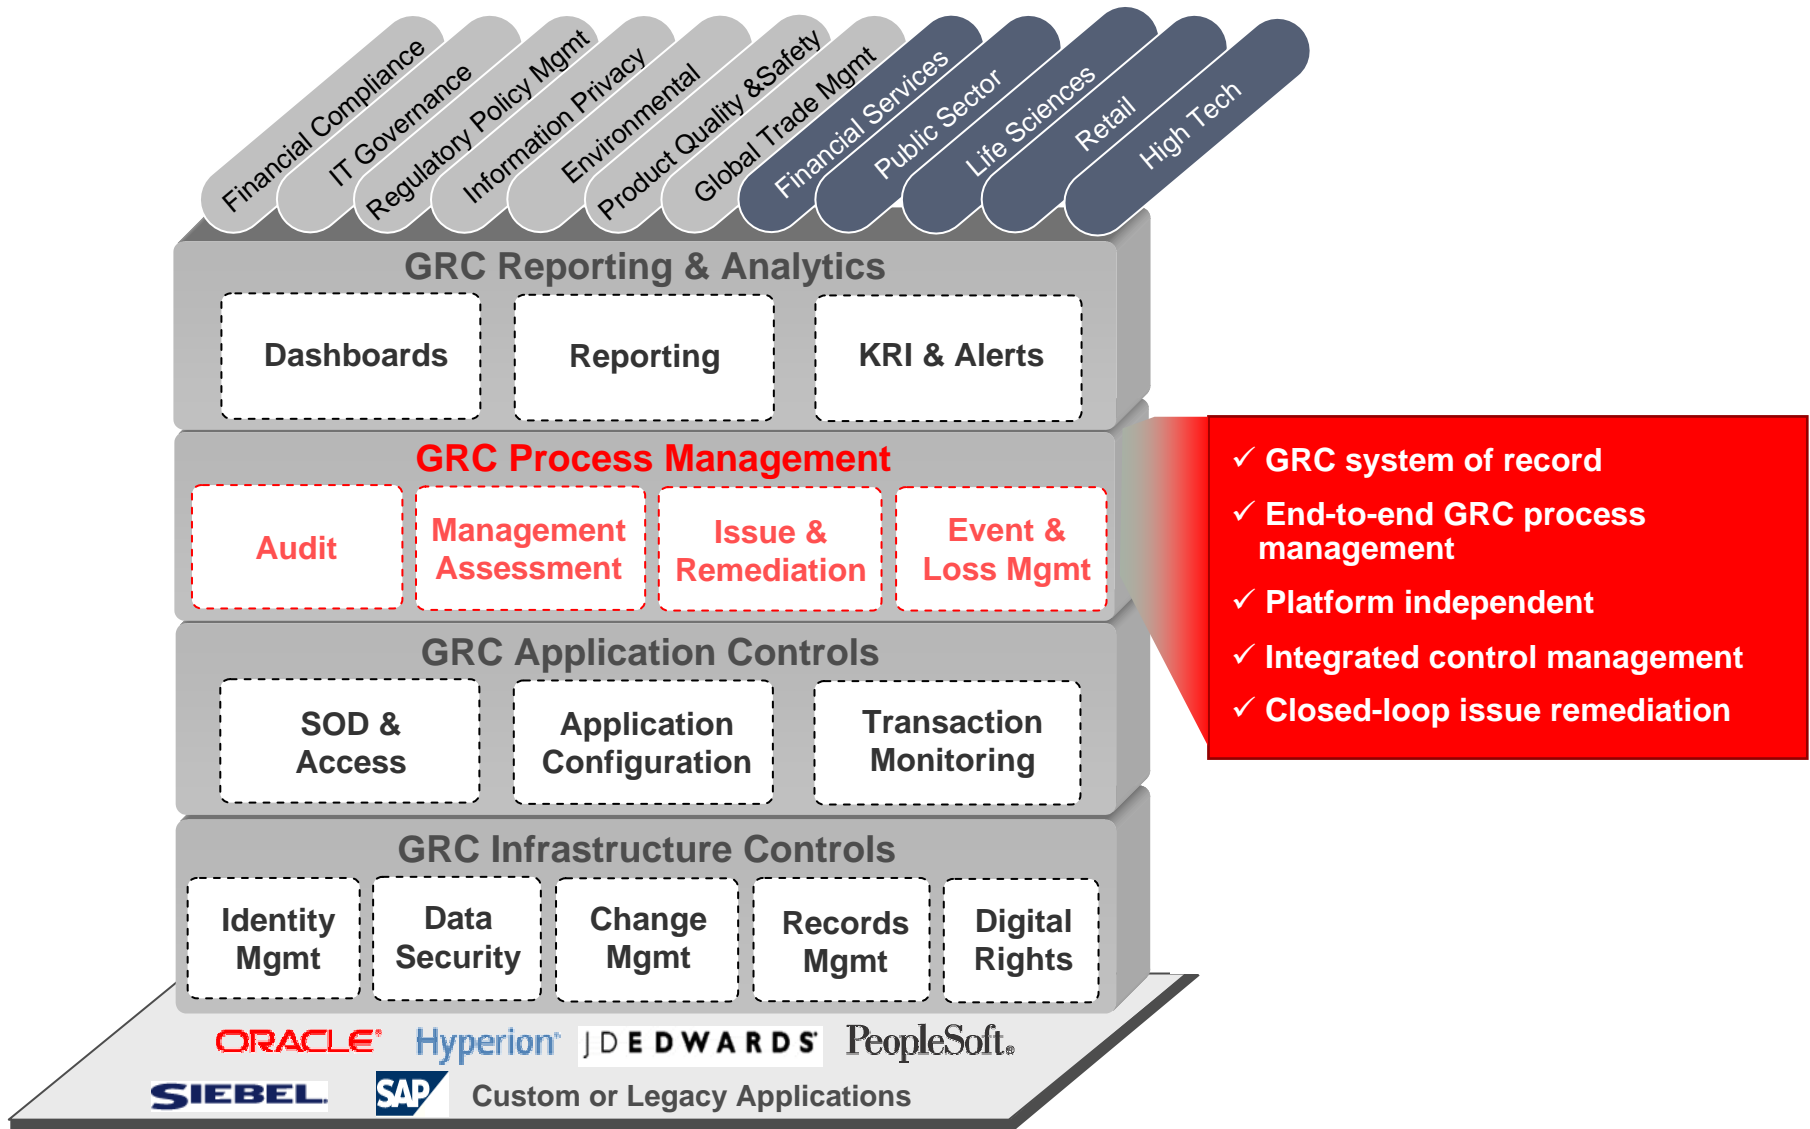 Financial Compliance
IT Governance
Regulatory Policy Mgmt
Information Privacy
Environmental
Product Quality &Safety
Global Trade Mgmt
Financial Services
Public Sector
Life Sciences
Retail
High Tech
GRC Reporting & Analytics
Dashboards
Reporting
KRI & Alerts
GRC Process Management
Audit
Management
Assessment
Issue &
Remediation
Event &
Loss Mgmt
✓ GRC system of record
✓ End-to-end GRC process
management
✓ Platform independent
✓ Integrated control management
✓ Closed-loop issue remediation
GRC Application Controls
SOD &
Access
Application
Configuration
Transaction
Monitoring
GRC Infrastructure Controls
Identity
Mgmt
Data
Security
Change
Mgmt
Records
Mgmt
Digital
Rights
ORACLE®
Hyperion®
JDEDWARDS®
PeopleSoft®
SIEBEL.
SAP
Custom or Legacy Applications